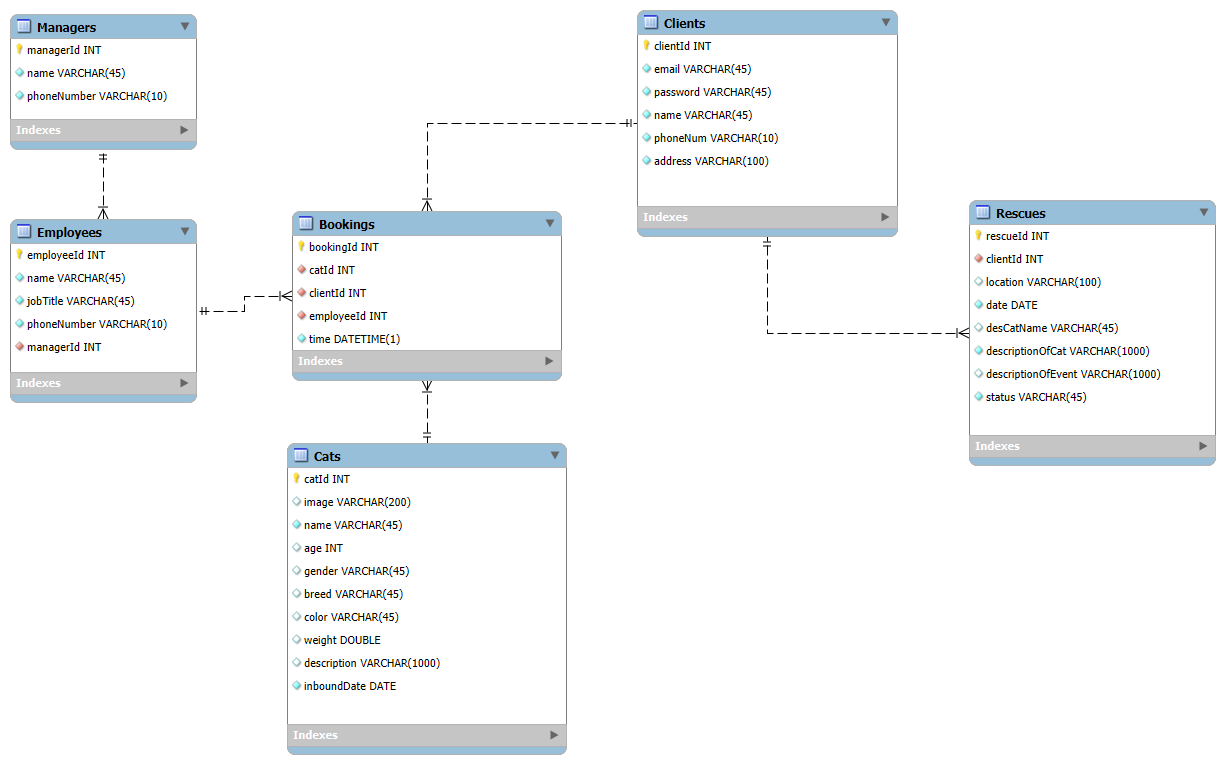 Managers
managerId INT
name VARCHAR(45)
phoneNumber VARCHAR(10)
Indexes
Employees
employeeId INT
name VARCHAR(45)
jobTitle VARCHAR(45)
phoneNumber VARCHAR(10)
managerId INT
Indexes
Bookings
bookingId INT
catId INT
clientId INT
employeeId INT
time DATETIME(1)
Indexes
Cats
catId INT
image VARCHAR(200)
name VARCHAR(45)
age INT
gender VARCHAR(45)
breed VARCHAR(45)
color VARCHAR(45)
weight DOUBLE
description VARCHAR(1000)
inboundDate DATE
Indexes
Clients
clientId INT
email VARCHAR(45)
password VARCHAR(45)
name VARCHAR(45)
phoneNum VARCHAR(10)
address VARCHAR(100)
Indexes
Rescues
rescueId INT
clientId INT
location VARCHAR(100)
date DATE
desCatName VARCHAR(45)
descriptionOfCat VARCHAR(1000)
descriptionOfEvent VARCHAR(1000)
status VARCHAR(45)
Indexes